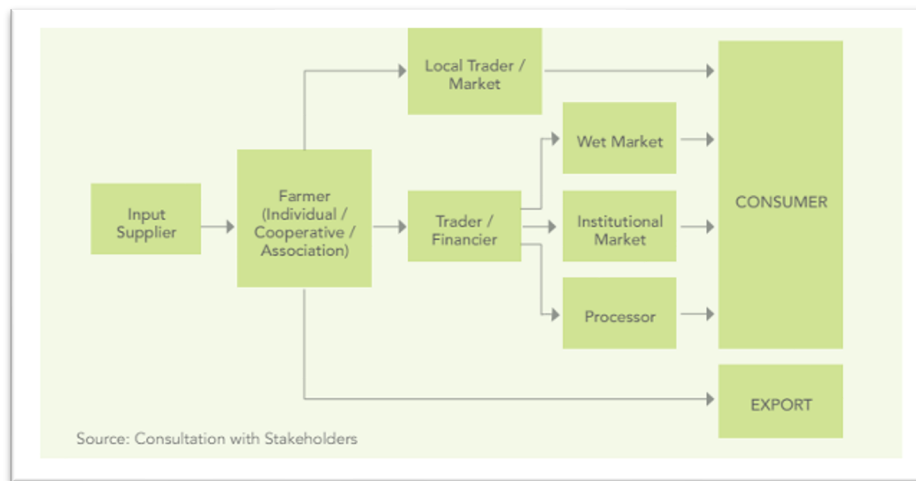 Local Trader /
Market
Wet Market
CONSUMER
Input
Supplier
Farmer
(Individual /
Cooperative /
Association)
Trader /
Financier
Institutional
Market
Processor
EXPORT
Source: Consultation with Stakeholders